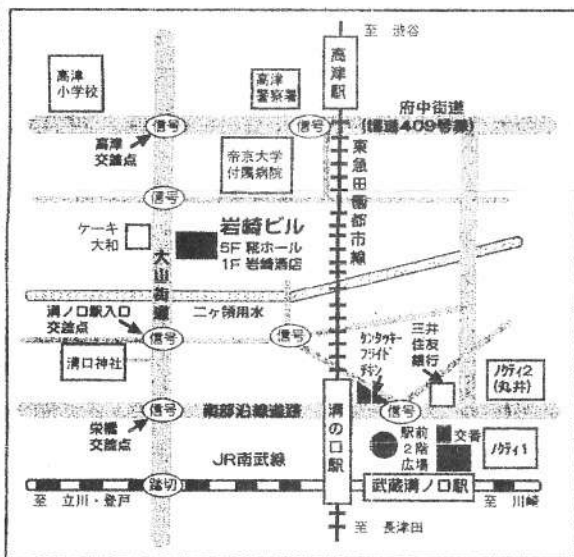 至 渋谷
高津
小学校
高津
警察署
高津駅
府中街道
(国道409号線)
信号
信号
高津
交差点
帝京大学
付属病院
東急田園都市線
信号
ケーキ
大和
岩崎ビル
5F 靴ホール
1F 岩崎酒店
大山街道
二ヶ領用水
溝ノ口駅入口
交差点
信号
信号
ケンタッキー
フライド
チキン
三井
住友
銀行
溝口神社
ノクティ2
(丸井)
南部沿線道路
信号
信号
溝の口駅
栄橋
交差点
駅前
2階
広場
交番
ノクティ1
JR南武線
踏切
武蔵溝ノ口駅
至 立川・登戸
至 川崎
至 長津田